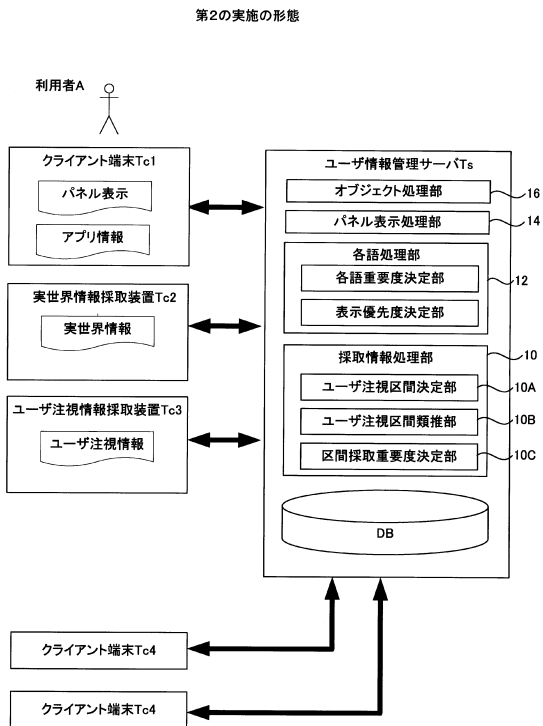 第2の実施の形態
利用者A
クライアント端末Tc1
パネル表示
アプリ情報
実世界情報採取装置Tc2
実世界情報
ユーザ注視情報採取装置Tc3
ユーザ注視情報
ユーザ情報管理サーバTs
オブジェクト処理部
16
パネル表示処理部
14
各語処理部
12
各語重要度決定部
表示優先度決定部
採取情報処理部
10
ユーザ注視区間決定部
10A
ユーザ注視区間類推部
10B
区間採取重要度決定部
10C
DB
クライアント端末Tc4
クライアント端末Tc4